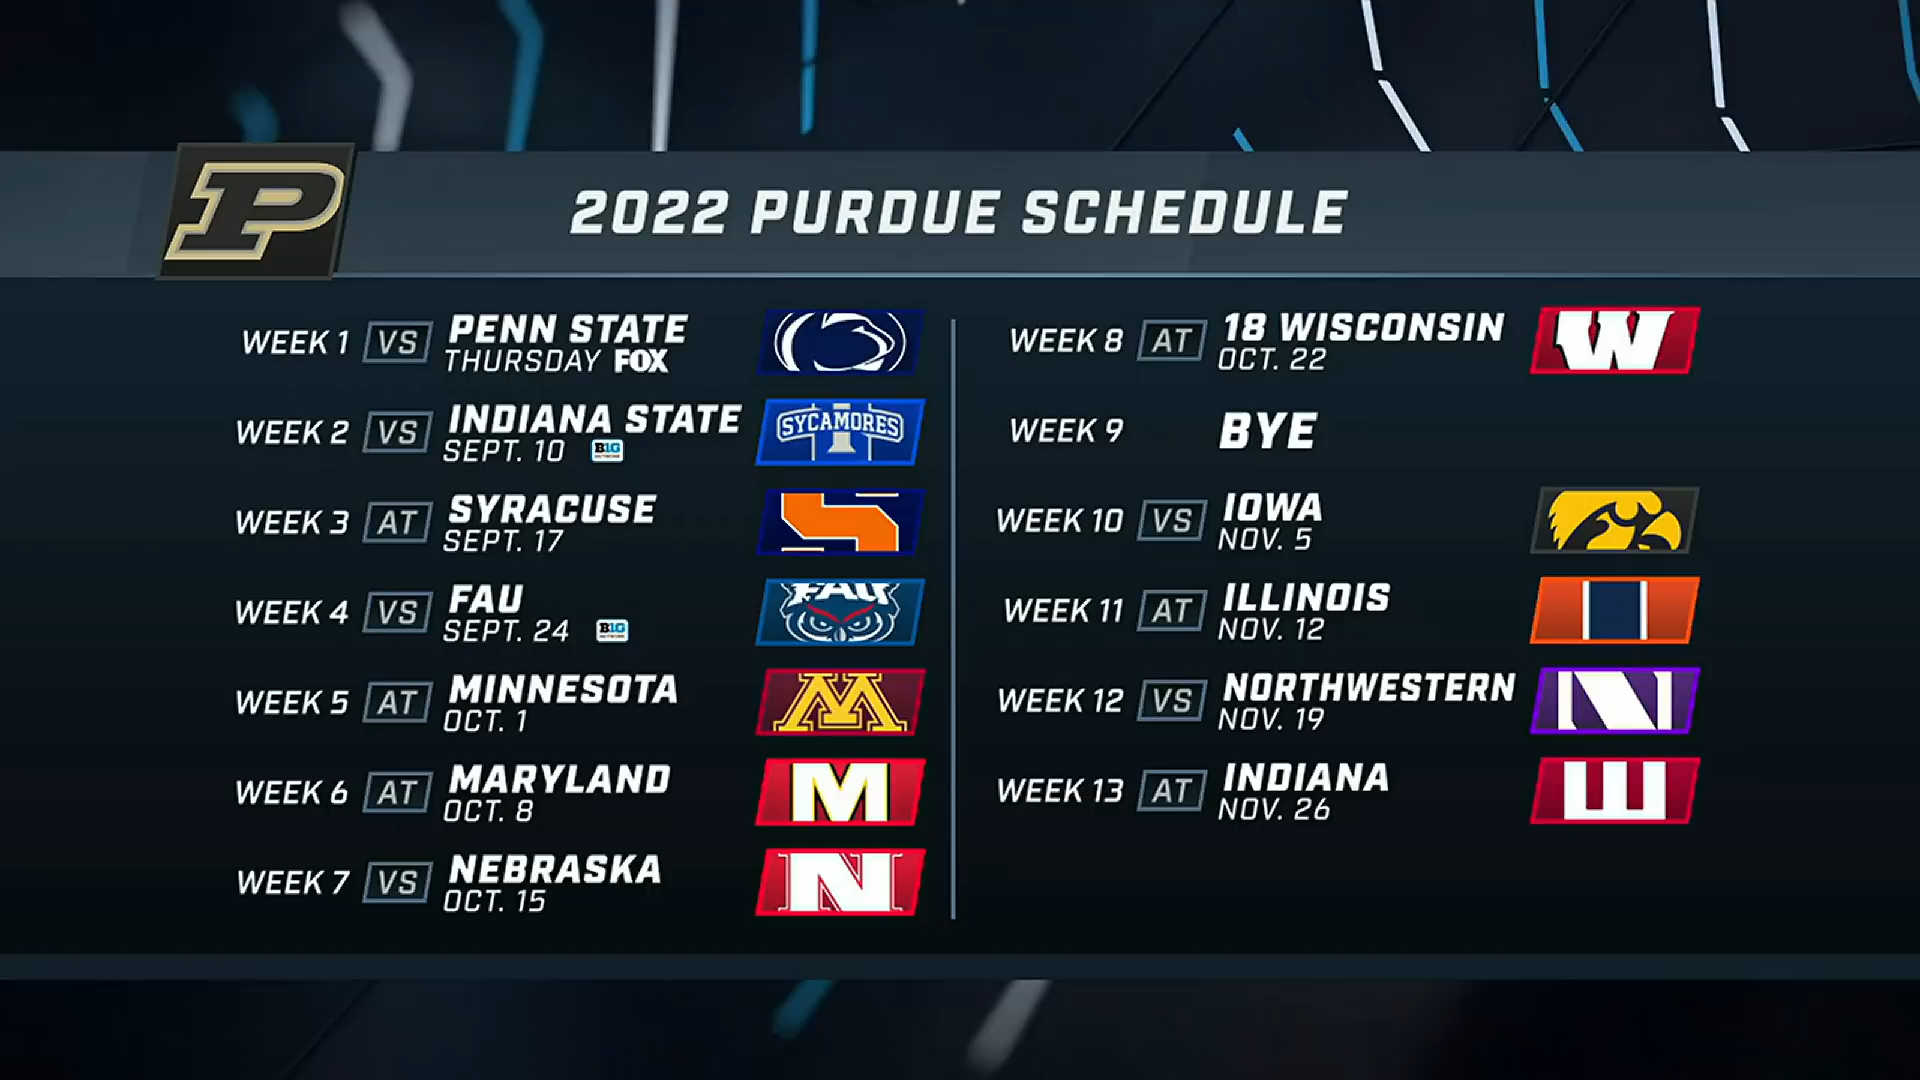 P
2022 PURDUE SCHEDULE
WEEK 1 VS PENN STATE
THURSDAY FOX
WEEK 2 VS INDIANA STATE
SEPT. 10 B1G
SYCAMORES
WEEK 3 AT SYRACUSE
SEPT. 17
S
WEEK 4 VS FAU
SEPT. 24 B1G
FAU
WEEK 5 AT MINNESOTA
OCT. 1
M
WEEK 6 AT MARYLAND
OCT. 8
M
WEEK 7 VS NEBRASKA
OCT. 15
N
WEEK 8 AT 18 WISCONSIN
OCT. 22
W
WEEK 9 BYE
WEEK 10 VS IOWA
NOV. 5
WEEK 11 AT ILLINOIS
NOV. 12
I
WEEK 12 VS NORTHWESTERN
NOV. 19
N
WEEK 13 AT INDIANA
NOV. 26